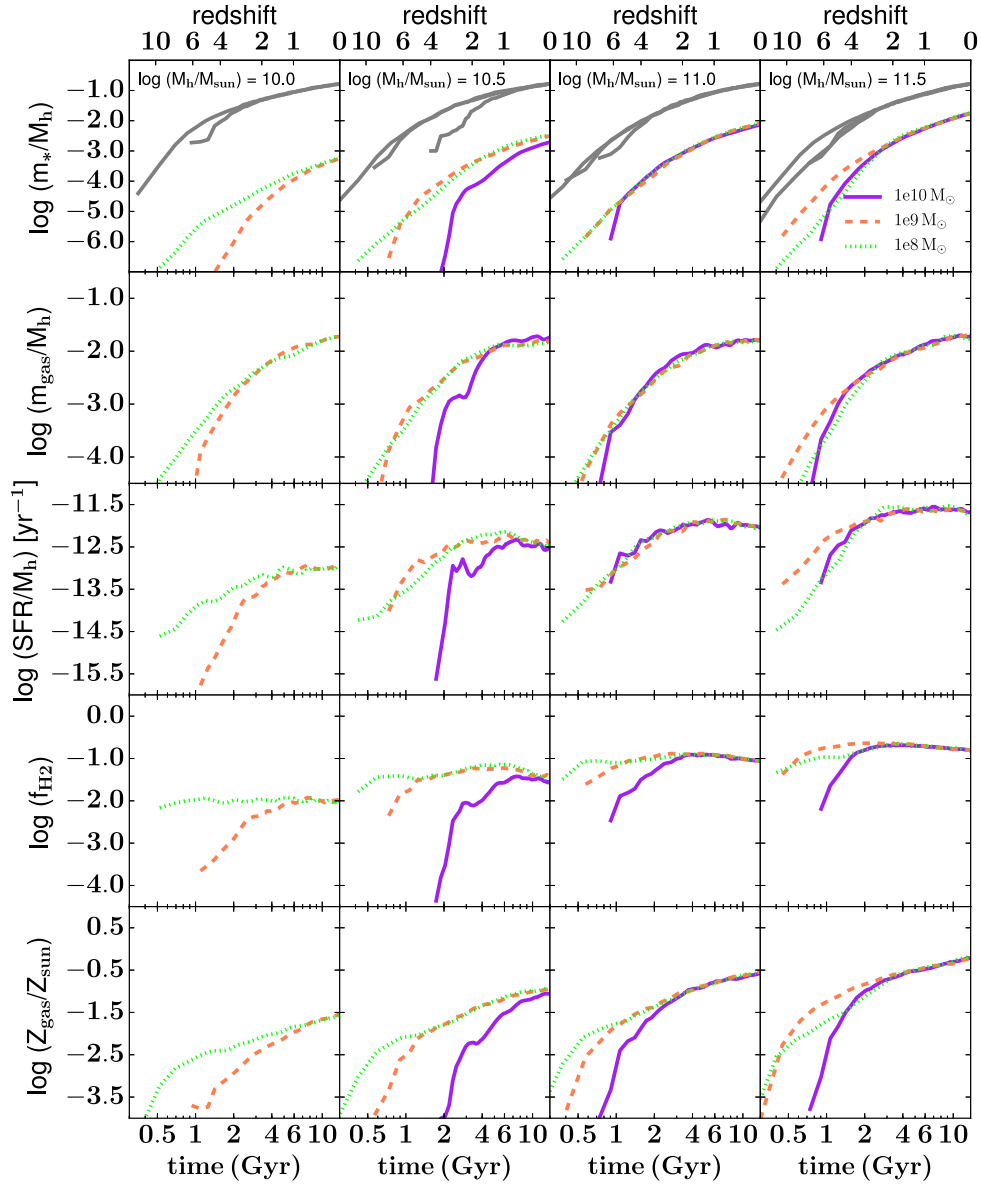 redshift redshift redshift redshift
10 6 4 2 1 0 10 6 4 2 1 0 10 6 4 2 1 0 10 6 4 2 1 0
log (M_h/M_sun) = 10.0 log (M_h/M_sun) = 10.5 log (M_h/M_sun) = 11.0 log (M_h/M_sun) = 11.5
log (m_*/M_h)
−1.0
−2.0
−3.0
−4.0
−5.0
−6.0
1e10 M_⊙
1e9 M_⊙
1e8 M_⊙
log (m_gas/M_h)
−1.0
−2.0
−3.0
−4.0
log (SFR/M_h) [yr^−1]
−11.5
−12.5
−13.5
−14.5
−15.5
log (f_H2)
0.0
−1.0
−2.0
−3.0
−4.0
log (Z_gas/Z_sun)
0.5
−0.5
−1.5
−2.5
−3.5
0.5 1 2 4 6 10 0.5 1 2 4 6 10 0.5 1 2 4 6 10 0.5 1 2 4 6 10
time (Gyr) time (Gyr) time (Gyr) time (Gyr)